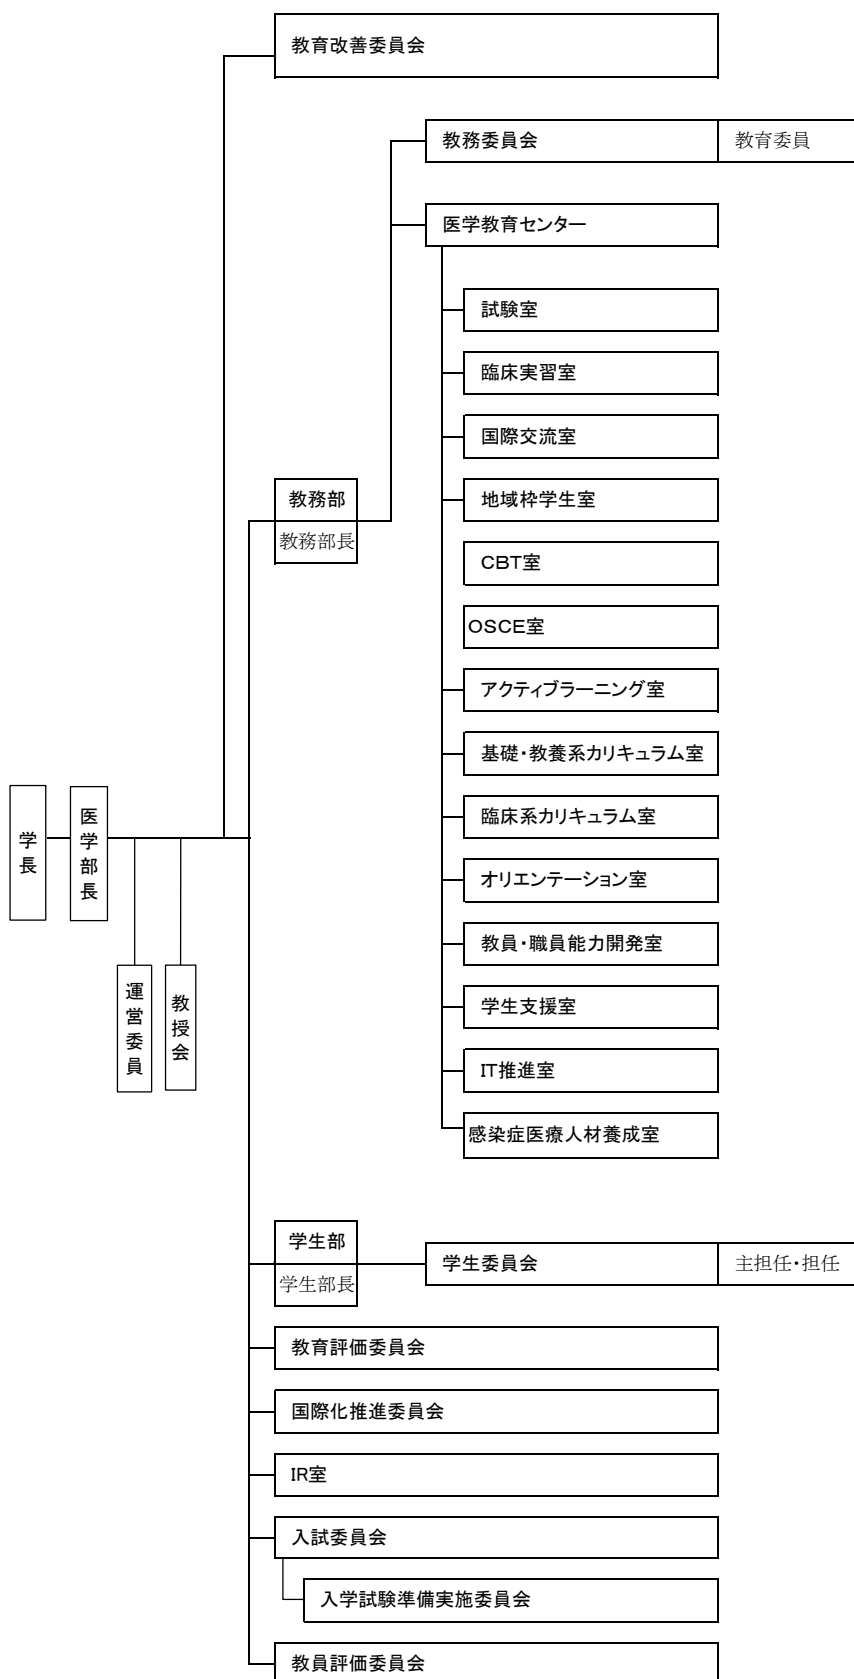 教育改善委員会
教務委員会 教育委員
医学教育センター
試験室
臨床実習室
国際交流室
教務部
教務部長
地域枠学生室
CBT室
OSCE室
アクティブラーニング室
基礎・教養系カリキュラム室
臨床系カリキュラム室
オリエンテーション室
教員・職員能力開発室
学生支援室
IT推進室
感染症医療人材養成室
学長
医学部長
運営委員
教授会
学生部
学生部長
学生委員会 主担任・担任
教育評価委員会
国際化推進委員会
IR室
入試委員会
入学試験準備実施委員会
教員評価委員会